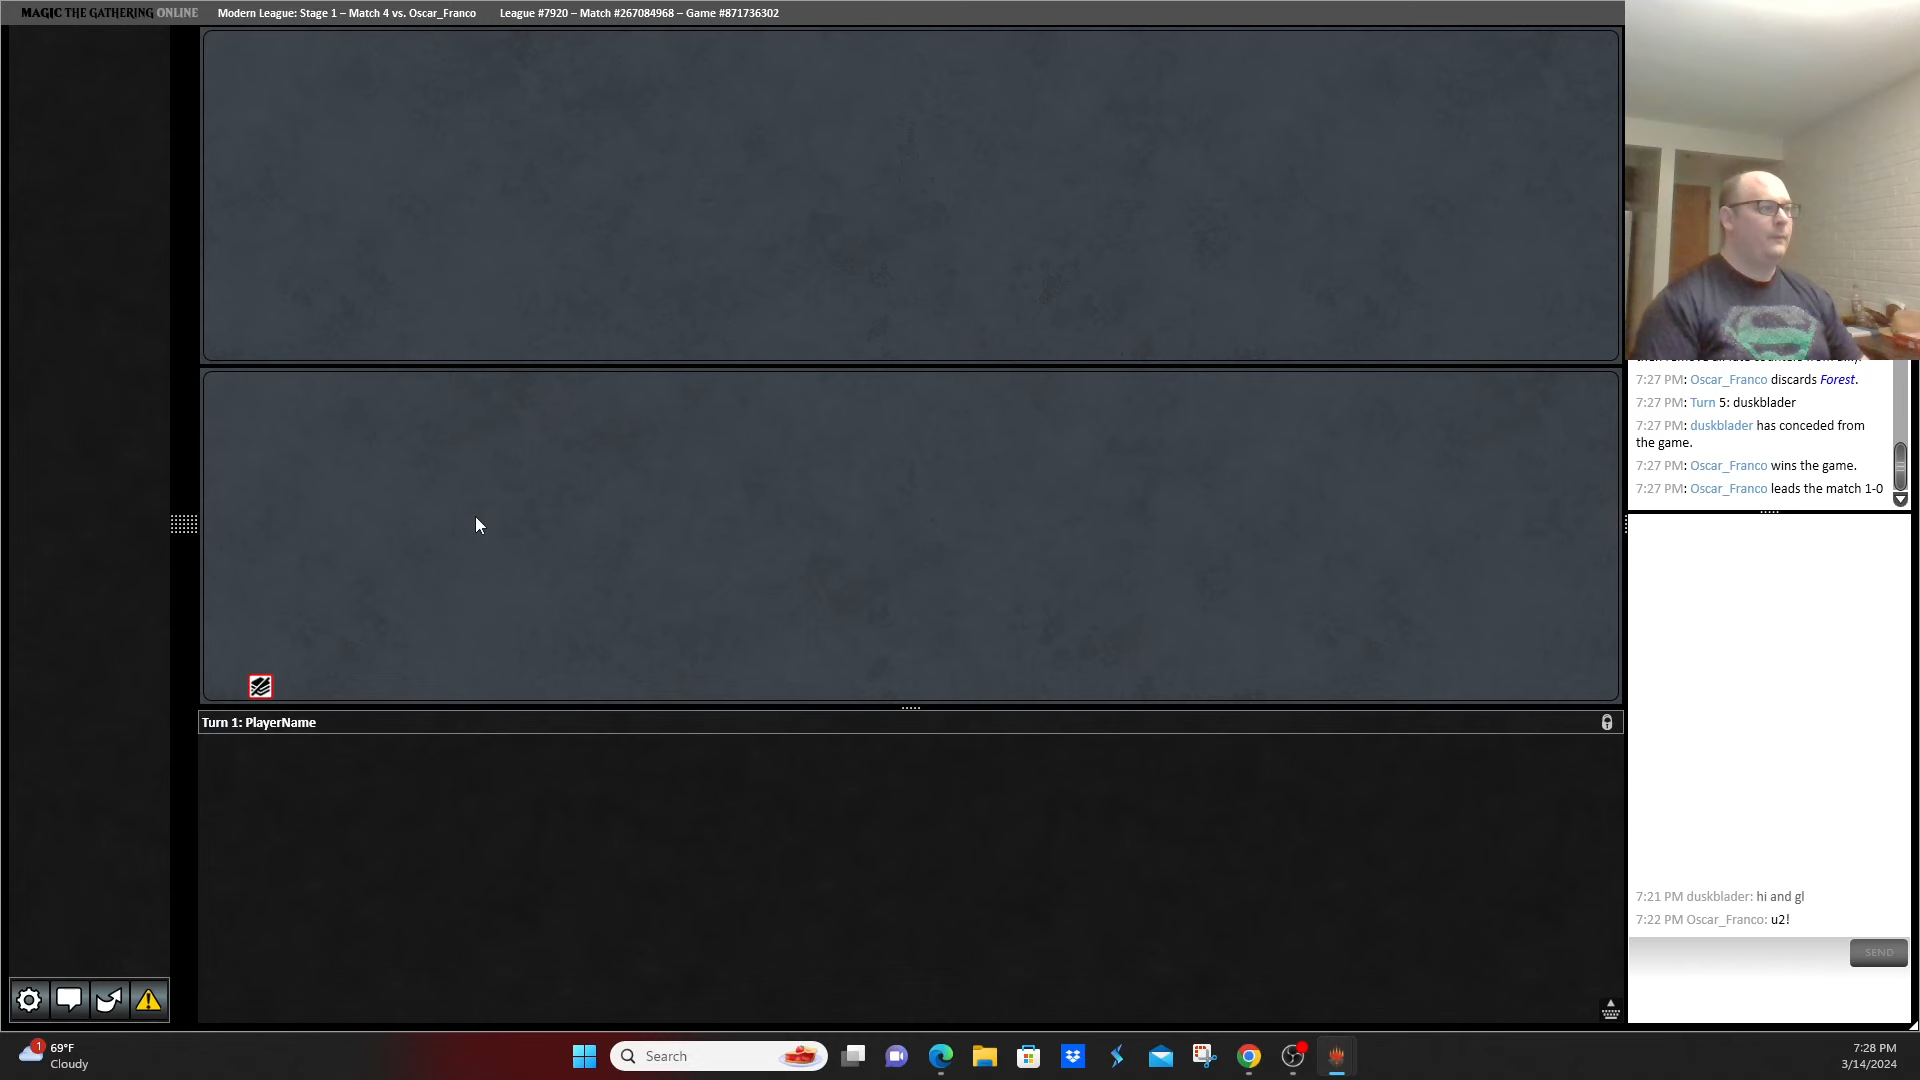 MAGIC THE GATHERING ONLINE
Modern League: Stage 1 – Match 4 vs. Oscar_Franco
League #7920 – Match #267084968 – Game #871736302
7:27 PM: Oscar_Franco discards Forest.
7:27 PM: Turn 5: duskblader
7:27 PM: duskblader has conceded from
the game.
7:27 PM: Oscar_Franco wins the game.
7:27 PM: Oscar_Franco leads the match 1-0
Turn 1: PlayerName
7:21 PM duskblader: hi and gl
7:22 PM Oscar_Franco: u2!
SEND
1
69°F
Cloudy
Search
7:28 PM
3/14/2024